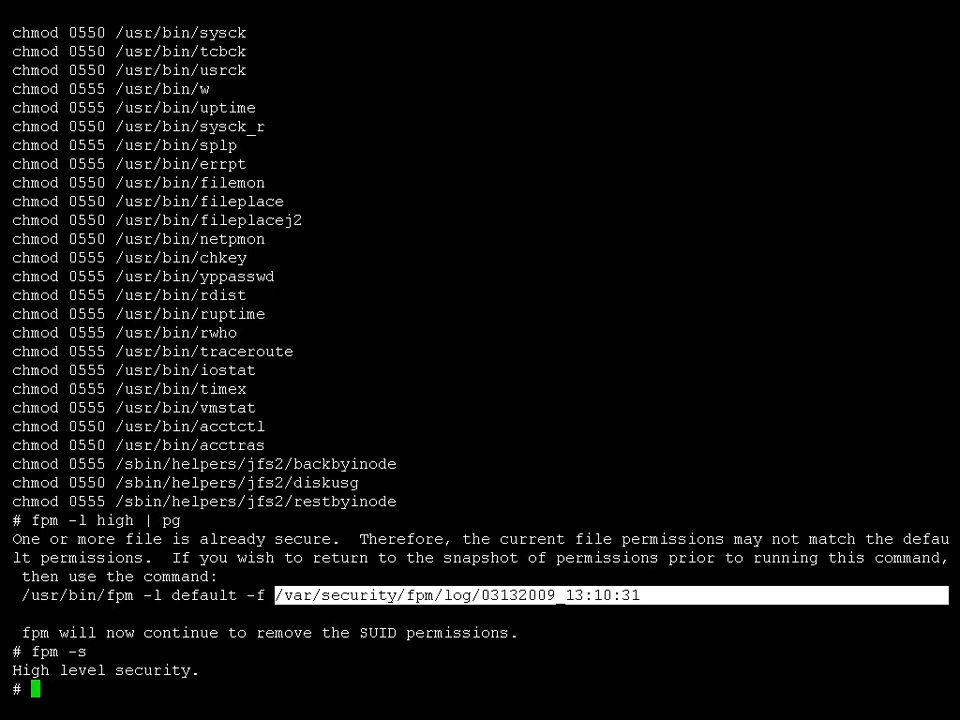 chmod 0550 /usr/bin/sysck
chmod 0550 /usr/bin/tcbck
chmod 0550 /usr/bin/usrck
chmod 0555 /usr/bin/w
chmod 0555 /usr/bin/uptime
chmod 0550 /usr/bin/sysck_r
chmod 0555 /usr/bin/splp
chmod 0555 /usr/bin/errpt
chmod 0550 /usr/bin/filemon
chmod 0550 /usr/bin/fileplace
chmod 0550 /usr/bin/fileplacej2
chmod 0550 /usr/bin/netpmon
chmod 0555 /usr/bin/chkey
chmod 0555 /usr/bin/yppasswd
chmod 0555 /usr/bin/rdist
chmod 0555 /usr/bin/ruptime
chmod 0555 /usr/bin/rwho
chmod 0555 /usr/bin/traceroute
chmod 0555 /usr/bin/iostat
chmod 0555 /usr/bin/timex
chmod 0555 /usr/bin/vmstat
chmod 0550 /usr/bin/acctctl
chmod 0550 /usr/bin/acctras
chmod 0555 /sbin/helpers/jfs2/backbyinode
chmod 0550 /sbin/helpers/jfs2/diskusg
chmod 0555 /sbin/helpers/jfs2/restbyinode
# fpm -l high | pg
One or more file is already secure.  Therefore, the current file permissions may not match the defau
lt permissions.  If you wish to return to the snapshot of permissions prior to running this command,
 then use the command:
 /usr/bin/fpm -l default -f /var/security/fpm/log/03132009_13:10:31
 fpm will now continue to remove the SUID permissions.
# fpm -s
High level security.
#